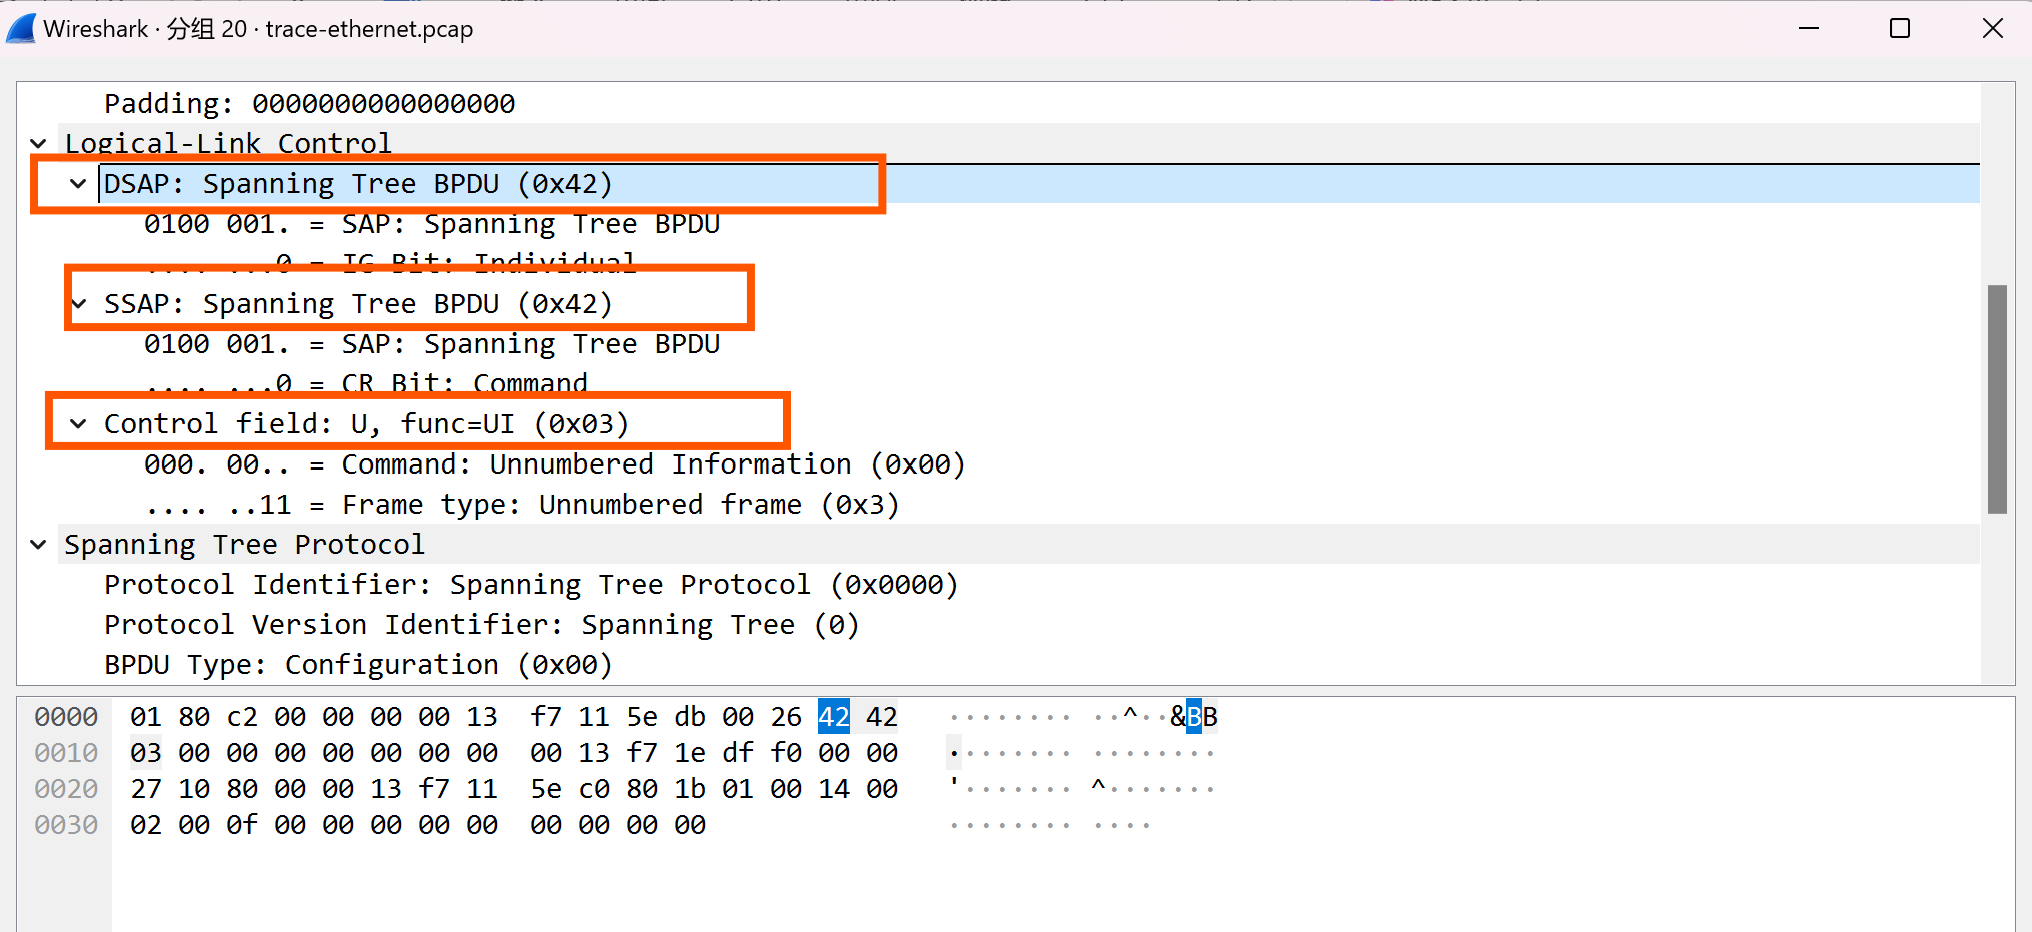 Wireshark · 分组 20 · trace-ethernet.pcap
Padding: 0000000000000000
Logical-Link Control
DSAP: Spanning Tree BPDU (0x42)
0100 001. = SAP: Spanning Tree BPDU
.... ...0 = IG Bit: Individual
SSAP: Spanning Tree BPDU (0x42)
0100 001. = SAP: Spanning Tree BPDU
.... ...0 = CR Bit: Command
Control field: U, func=UI (0x03)
000. 00.. = Command: Unnumbered Information (0x00)
.... ..11 = Frame type: Unnumbered frame (0x3)
Spanning Tree Protocol
Protocol Identifier: Spanning Tree Protocol (0x0000)
Protocol Version Identifier: Spanning Tree (0)
BPDU Type: Configuration (0x00)
0000 01 80 c2 00 00 00 00 13 f7 11 5e db 00 26 42 42 ········ ··^··&BB
0010 03 00 00 00 00 00 00 00 00 13 f7 1e df f0 00 00 ········ ········
0020 27 10 80 00 00 13 f7 11 5e c0 80 1b 01 00 14 00 '······· ^·······
0030 02 00 0f 00 00 00 00 00 00 00 00 00 ········ ····